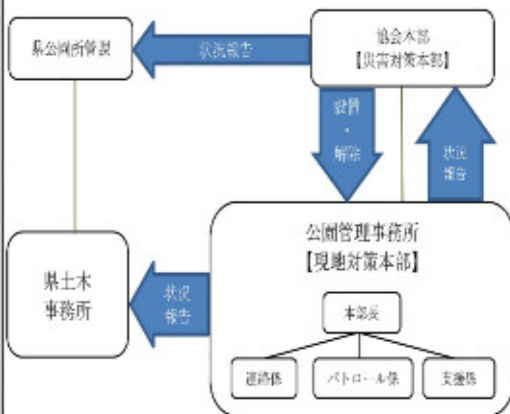 県公園所管課
状況報告
協会本部
【災害対策本部】
設置
・
解除
状況
報告
公園管理事務所
【現地対策本部】
県土木
事務所
状況
報告
本部長
連絡係
パトロール係
支援係